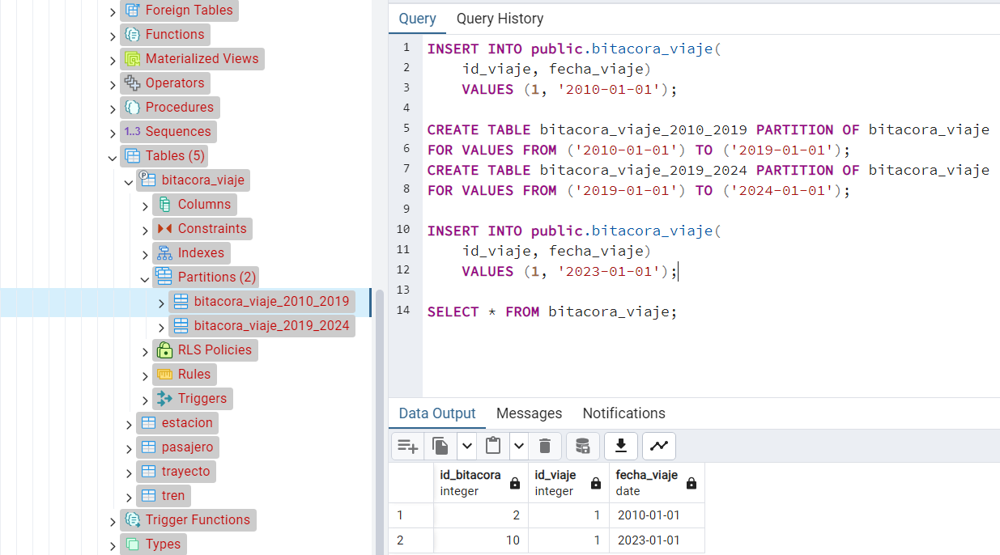 Foreign Tables
Functions
Materialized Views
Operators
Procedures
1..3 Sequences
Tables (5)
P bitacora_viaje
Columns
Constraints
Indexes
Partitions (2)
bitacora_viaje_2010_2019
bitacora_viaje_2019_2024
RLS Policies
Rules
Triggers
estacion
pasajero
trayecto
tren
Trigger Functions
Types
Query Query History
1 INSERT INTO public.bitacora_viaje(
2 id_viaje, fecha_viaje)
3 VALUES (1, '2010-01-01');
4
5 CREATE TABLE bitacora_viaje_2010_2019 PARTITION OF bitacora_viaje
6 FOR VALUES FROM ('2010-01-01') TO ('2019-01-01');
7 CREATE TABLE bitacora_viaje_2019_2024 PARTITION OF bitacora_viaje
8 FOR VALUES FROM ('2019-01-01') TO ('2024-01-01');
9
10 INSERT INTO public.bitacora_viaje(
11 id_viaje, fecha_viaje)
12 VALUES (1, '2023-01-01');
13
14 SELECT * FROM bitacora_viaje;
Data Output Messages Notifications
id_bitacora id_viaje fecha_viaje
integer integer date
1 2 1 2010-01-01
2 10 1 2023-01-01